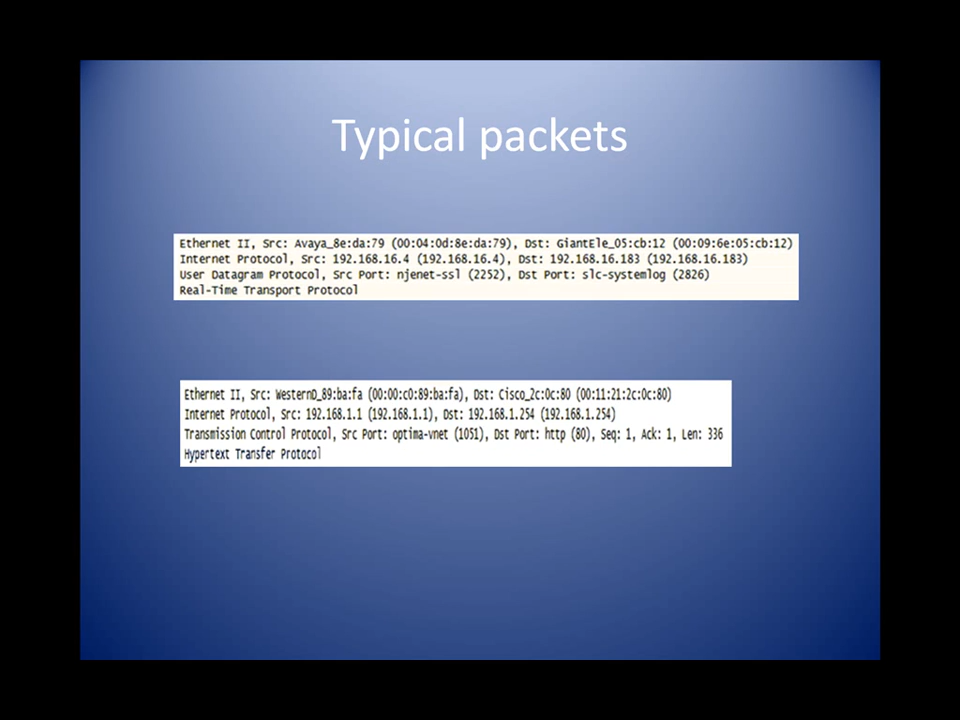 Typical packets
Ethernet II, Src: Avaya_8e:da:79 (00:04:0d:8e:da:79), Dst: GiantEle_05:cb:12 (00:09:6e:05:cb:12)
Internet Protocol, Src: 192.168.16.4 (192.168.16.4), Dst: 192.168.16.183 (192.168.16.183)
User Datagram Protocol, Src Port: njenet-ssl (2252), Dst Port: slc-systemlog (2826)
Real-Time Transport Protocol
Ethernet II, Src: WesternD_89:ba:fa (00:00:c0:89:ba:fa), Dst: Cisco_2c:0c:80 (00:11:21:2c:0c:80)
Internet Protocol, Src: 192.168.1.1 (192.168.1.1), Dst: 192.168.1.254 (192.168.1.254)
Transmission Control Protocol, Src Port: optima-vnet (1051), Dst Port: http (80), Seq: 1, Ack: 1, Len: 336
Hypertext Transfer Protocol